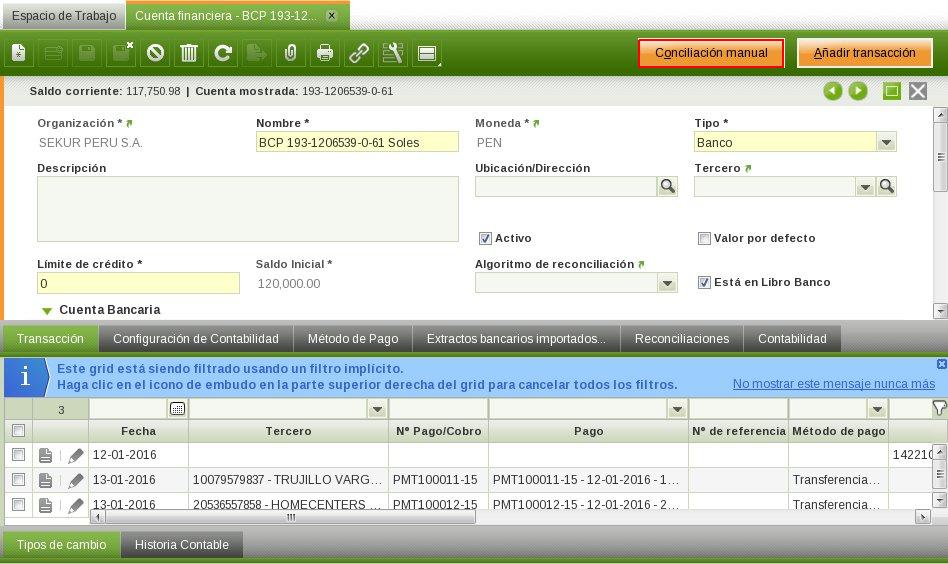 Espacio de Trabajo
Cuenta financiera - BCP 193-12...
Conciliación manual
Añadir transacción
Saldo corriente: 117,750.98 | Cuenta mostrada: 193-1206539-0-61
Organización * Nombre * Moneda * Tipo *
SEKUR PERU S.A. BCP 193-1206539-0-61 Soles PEN Banco
Descripción Ubicación/Dirección Tercero
Activo Valor por defecto
Límite de crédito * Saldo Inicial * Algoritmo de reconciliación
0 120,000.00 Está en Libro Banco
Cuenta Bancaria
Transacción Configuración de Contabilidad Método de Pago Extractos bancarios importados... Reconciliaciones Contabilidad
Este grid está siendo filtrado usando un filtro implícito.
Haga clic en el icono de embudo en la parte superior derecha del grid para cancelar todos los filtros. No mostrar este mensaje nunca más
3
Fecha Tercero Nº Pago/Cobro Pago Nº de referencia Método de pago
12-01-2016 142210
13-01-2016 10079579837 - TRUJILLO VARG... PMT100011-15 PMT100011-15 - 12-01-2016 - 1... Transferencia...
13-01-2016 20536557858 - HOMECENTERS ... PMT100012-15 PMT100012-15 - 12-01-2016 - 2... Transferencia...
Tipos de cambio Historia Contable